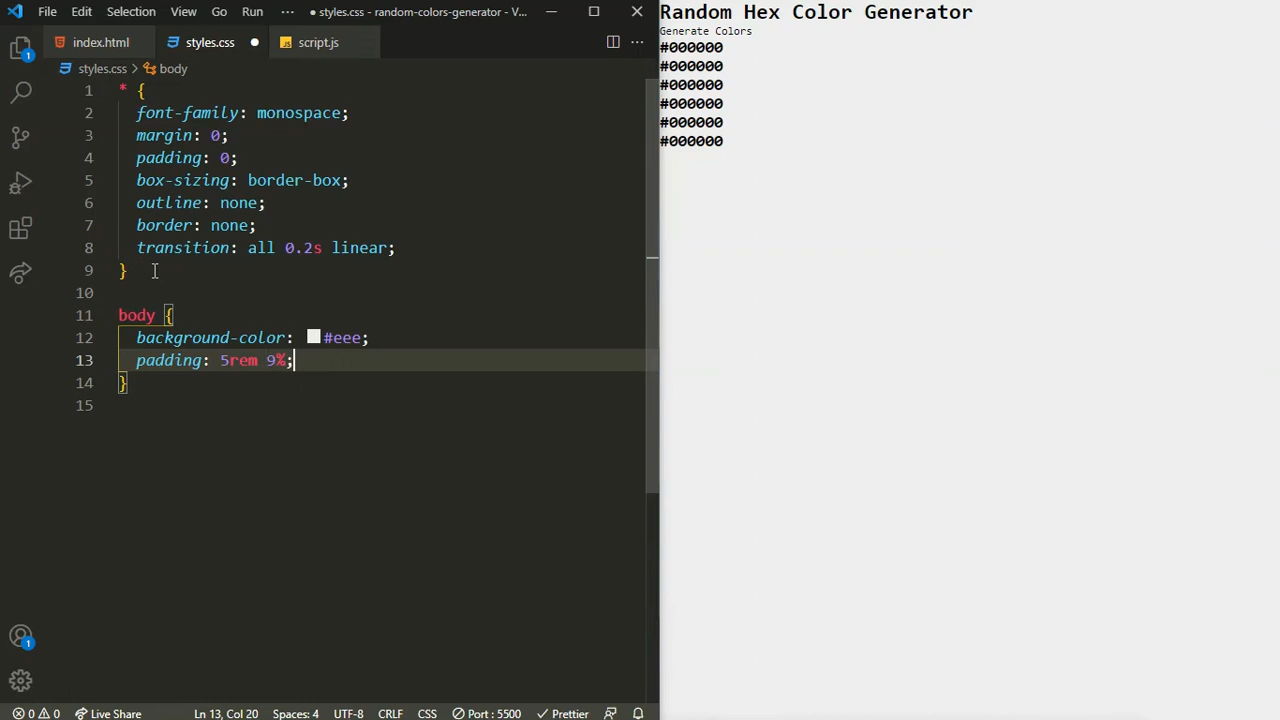 File Edit Selection View Go Run ··· ● styles.css - random-colors-generator - V...
index.html styles.css ● JS script.js ···
styles.css > body
1 * {
2 font-family: monospace;
3 margin: 0;
4 padding: 0;
5 box-sizing: border-box;
6 outline: none;
7 border: none;
8 transition: all 0.2s linear;
9 }
10
11 body {
12 background-color: #eee;
13 padding: 5rem 9%;
14 }
15
1
1
0 0 Live Share Ln 13, Col 20 Spaces: 4 UTF-8 CRLF CSS Port : 5500 Prettier
Random Hex Color Generator
Generate Colors
#000000
#000000
#000000
#000000
#000000
#000000